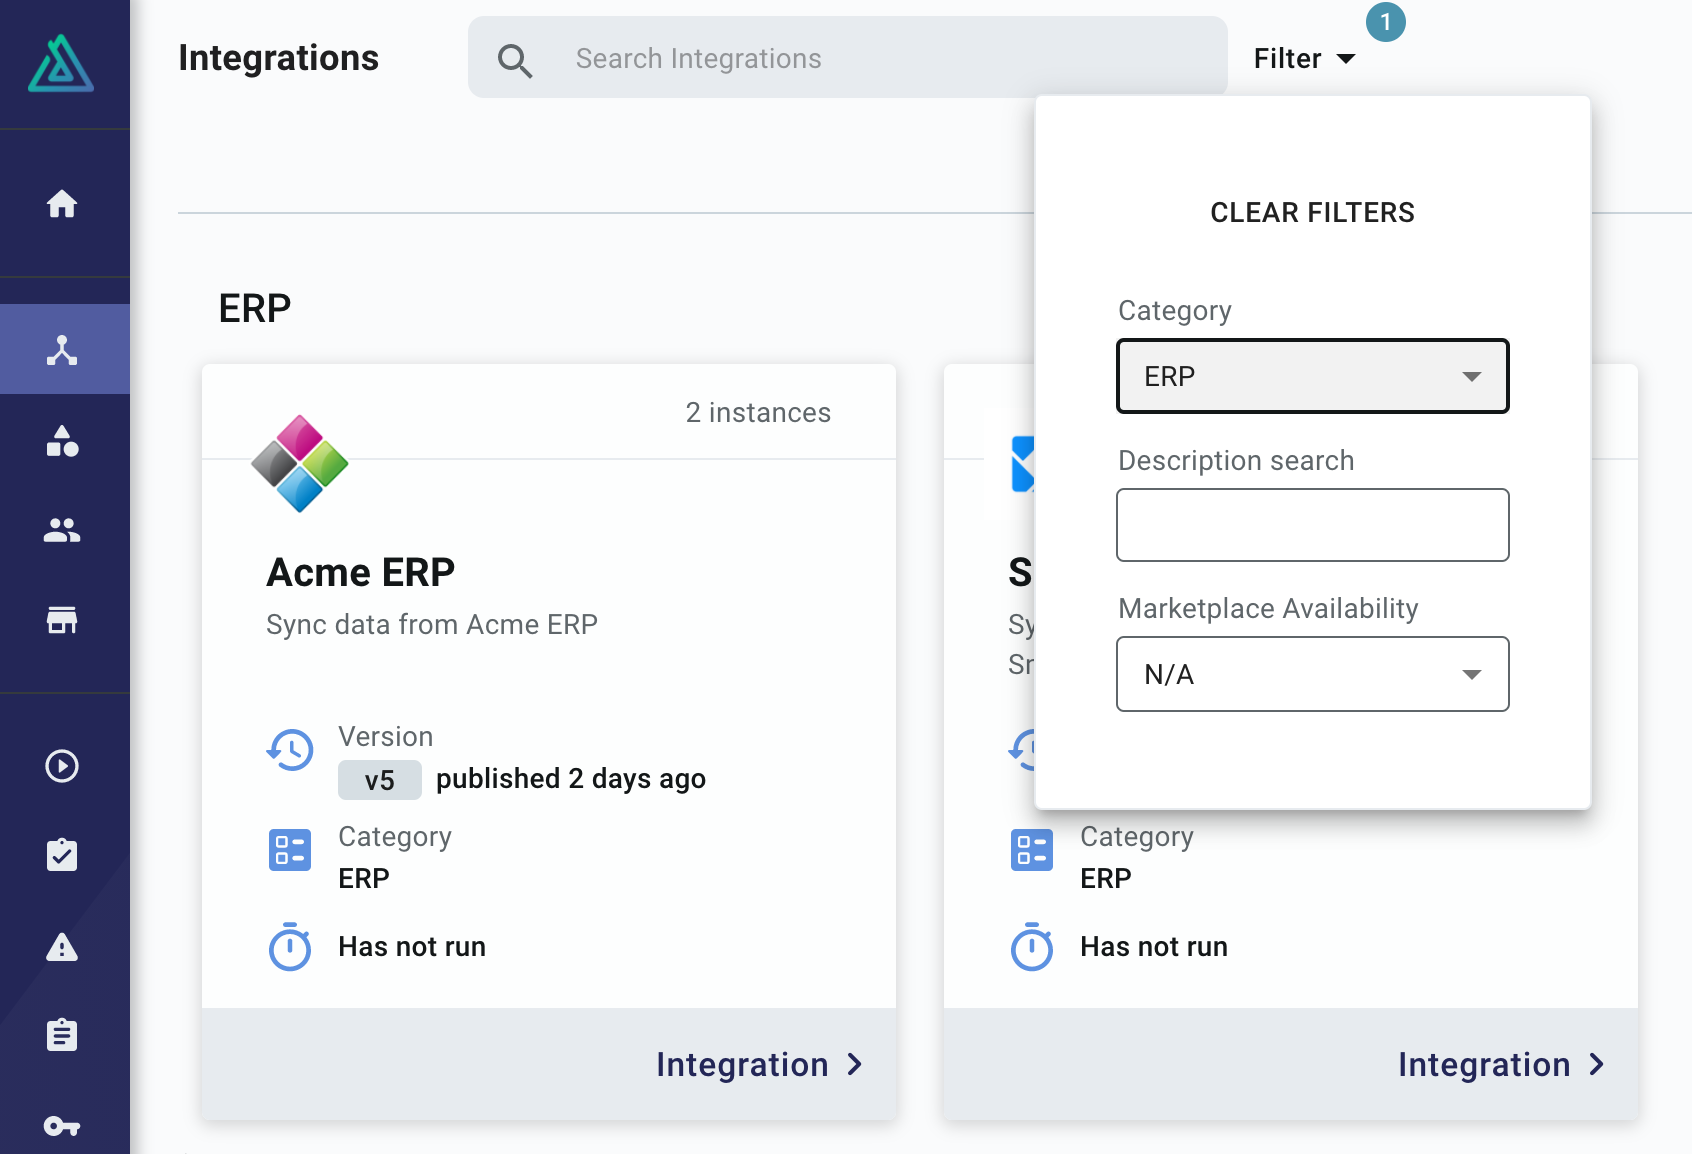 Integrations
Search Integrations
Filter
1
CLEAR FILTERS
Category
ERP
Description search
Marketplace Availability
N/A
ERP
2 instances
Acme ERP
Sync data from Acme ERP
Version
v5 published 2 days ago
Category
ERP
Has not run
Integration
Category
ERP
Has not run
Integration